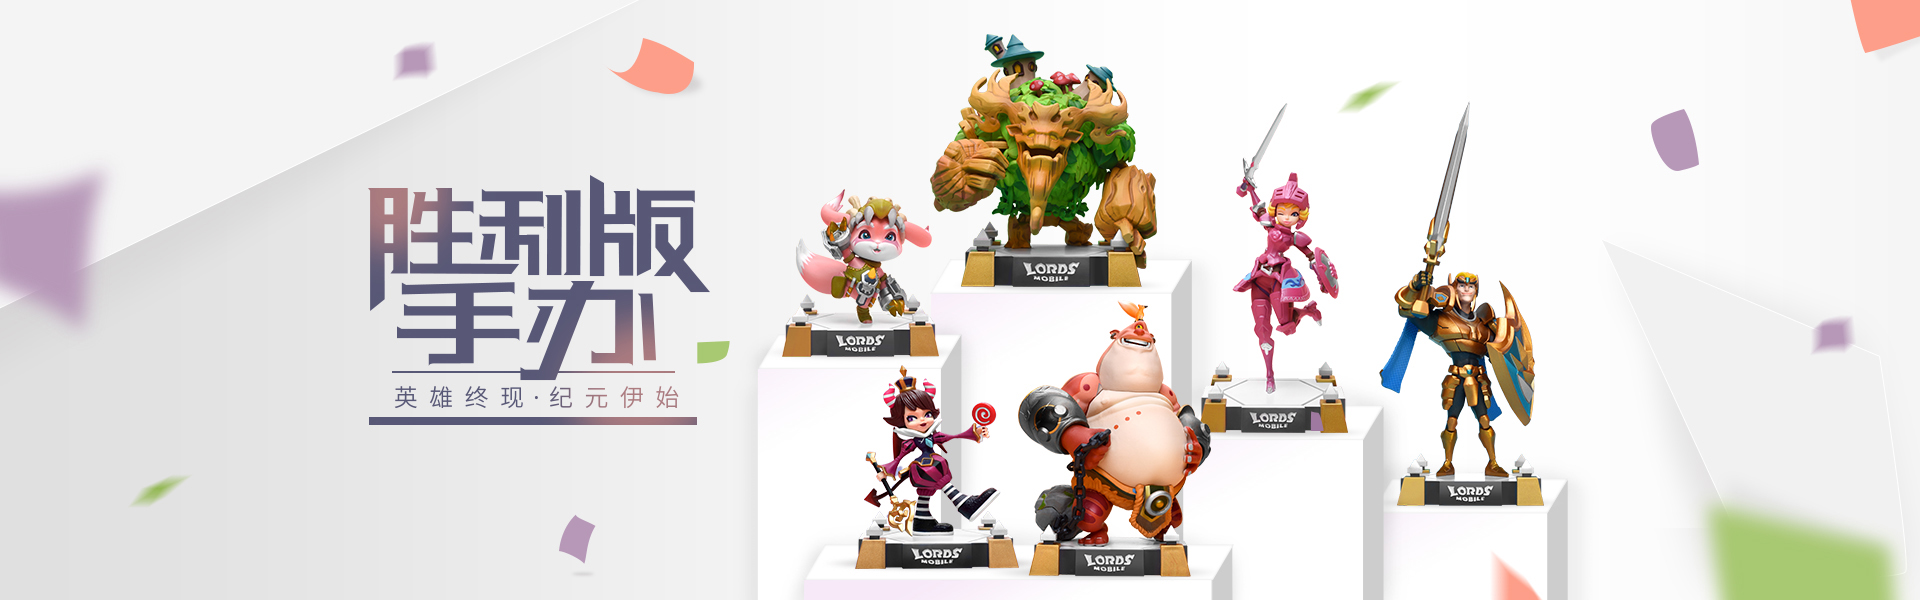 胜利版
手办
英雄终现·纪元伊始
LORDS
MOBILE
LORDS
MOBILE
LORDS
MOBILE
LORDS
MOBILE
LORDS
MOBILE
LORDS
MOBILE